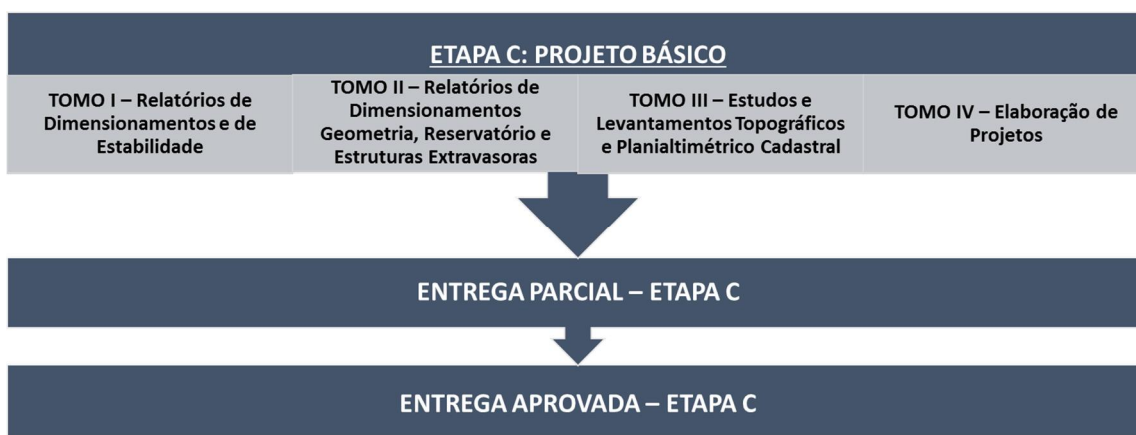 ETAPA C: PROJETO BÁSICO
TOMO I – Relatórios de
Dimensionamentos e de
Estabilidade
TOMO II – Relatórios de
Dimensionamentos
Geometria, Reservatório e
Estruturas Extravasoras
TOMO III – Estudos e
Levantamentos Topográficos
e Planialtimétrico Cadastral
TOMO IV – Elaboração de
Projetos
ENTREGA PARCIAL – ETAPA C
ENTREGA APROVADA – ETAPA C